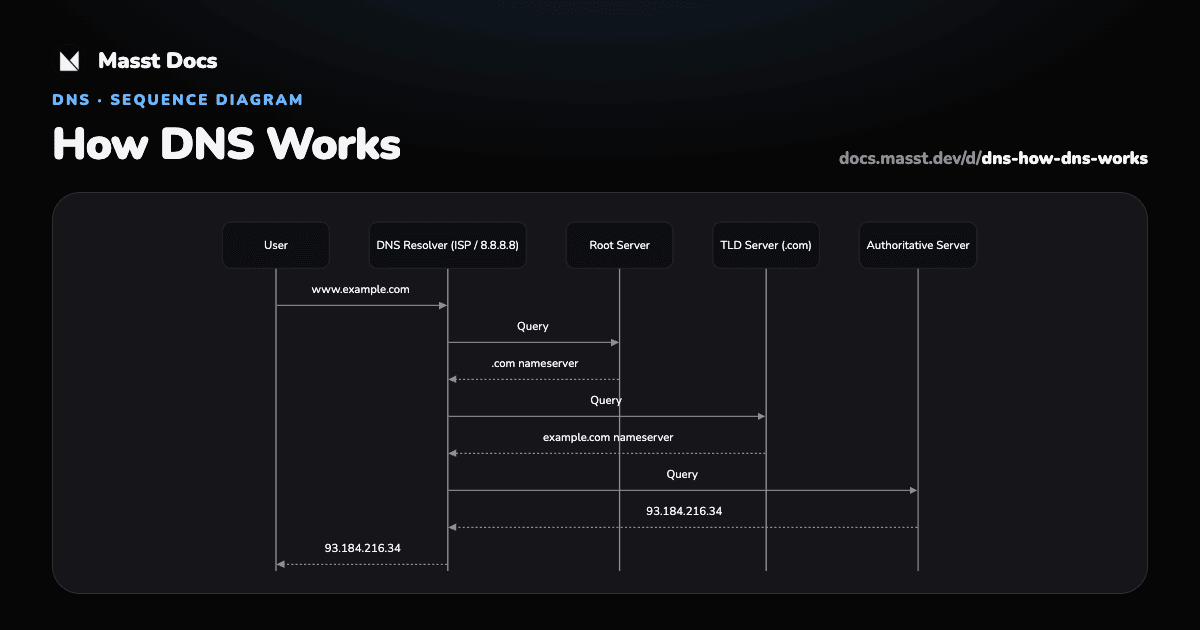 Masst Docs
DNS · SEQUENCE DIAGRAM
How DNS Works
docs.masst.dev/d/dns-how-dns-works
User
DNS Resolver (ISP / 8.8.8.8)
Root Server
TLD Server (.com)
Authoritative Server
www.example.com
Query
.com nameserver
Query
example.com nameserver
Query
93.184.216.34
93.184.216.34